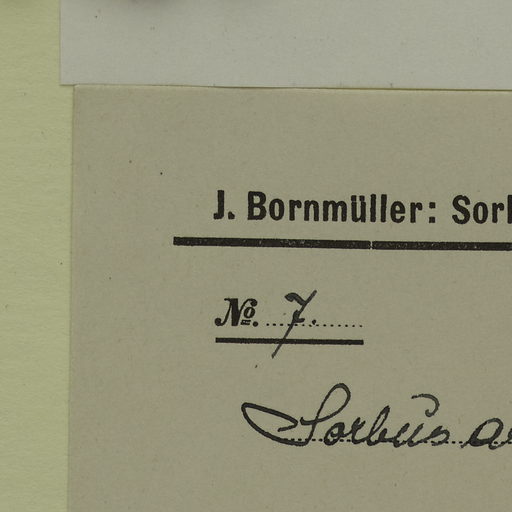 J. Bornmüller: Sor
No. 7.
Sorbus a